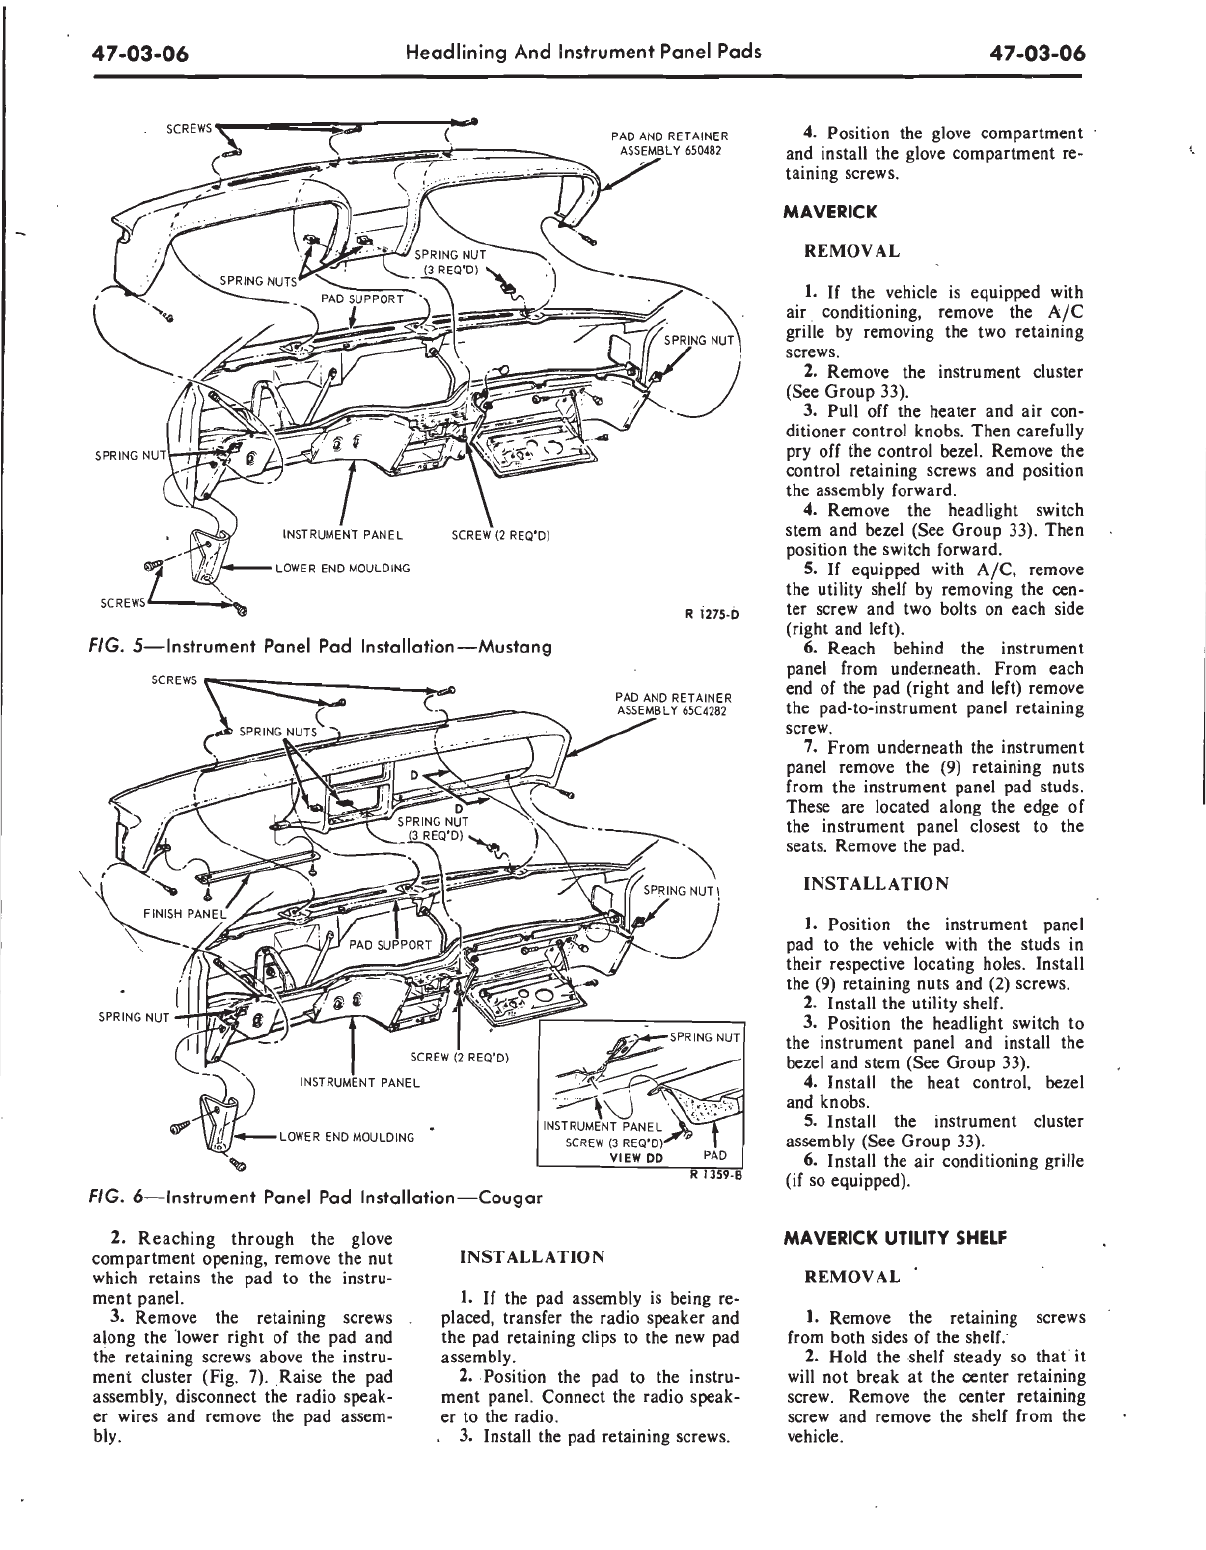 47-03-06
Headlining And Instrument Panel Pads
47-03-06
SCREWS
PAD AND RETAINER
ASSEMBLY 650482
SPRING NUT
(3 REQ'D)
SPRING NUTS
PAD SUPPORT
SPRING NUT
SPRING NUT
INSTRUMENT PANEL
SCREW (2 REQ'D)
LOWER END MOULDING
SCREWS
R 1275-D
FIG. 5—Instrument Panel Pad Installation—Mustang
SCREWS
PAD AND RETAINER
ASSEMBLY 65C4282
SPRING NUTS
D
D
SPRING NUT
(3 REQ'D)
SPRING NUT
FINISH PANEL
PAD SUPPORT
SPRING NUT
SCREW (2 REQ'D)
INSTRUMENT PANEL
LOWER END MOULDING
SPRING NUT
INSTRUMENT PANEL
SCREW (3 REQ'D)
VIEW DD
PAD
R 1359-B
FIG. 6—Instrument Panel Pad Installation—Cougar
2. Reaching through the glove
compartment opening, remove the nut
which retains the pad to the instru-
ment panel.
3. Remove the retaining screws
along the lower right of the pad and
the retaining screws above the instru-
ment cluster (Fig. 7). Raise the pad
assembly, disconnect the radio speak-
er wires and remove the pad assem-
bly.
INSTALLATION
1. If the pad assembly is being re-
placed, transfer the radio speaker and
the pad retaining clips to the new pad
assembly.
2. Position the pad to the instru-
ment panel. Connect the radio speak-
er to the radio.
3. Install the pad retaining screws.
4. Position the glove compartment
and install the glove compartment re-
taining screws.
MAVERICK
REMOVAL
1. If the vehicle is equipped with
air conditioning, remove the A/C
grille by removing the two retaining
screws.
2. Remove the instrument cluster
(See Group 33).
3. Pull off the heater and air con-
ditioner control knobs. Then carefully
pry off the control bezel. Remove the
control retaining screws and position
the assembly forward.
4. Remove the headlight switch
stem and bezel (See Group 33). Then
position the switch forward.
5. If equipped with A/C, remove
the utility shelf by removing the cen-
ter screw and two bolts on each side
(right and left).
6. Reach behind the instrument
panel from underneath. From each
end of the pad (right and left) remove
the pad-to-instrument panel retaining
screw.
7. From underneath the instrument
panel remove the (9) retaining nuts
from the instrument panel pad studs.
These are located along the edge of
the instrument panel closest to the
seats. Remove the pad.
INSTALLATION
1. Position the instrument panel
pad to the vehicle with the studs in
their respective locating holes. Install
the (9) retaining nuts and (2) screws.
2. Install the utility shelf.
3. Position the headlight switch to
the instrument panel and install the
bezel and stem (See Group 33).
4. Install the heat control, bezel
and knobs.
5. Install the instrument cluster
assembly (See Group 33).
6. Install the air conditioning grille
(if so equipped).
MAVERICK UTILITY SHELF
REMOVAL
1. Remove the retaining screws
from both sides of the shelf.
2. Hold the shelf steady so that it
will not break at the center retaining
screw. Remove the center retaining
screw and remove the shelf from the
vehicle.